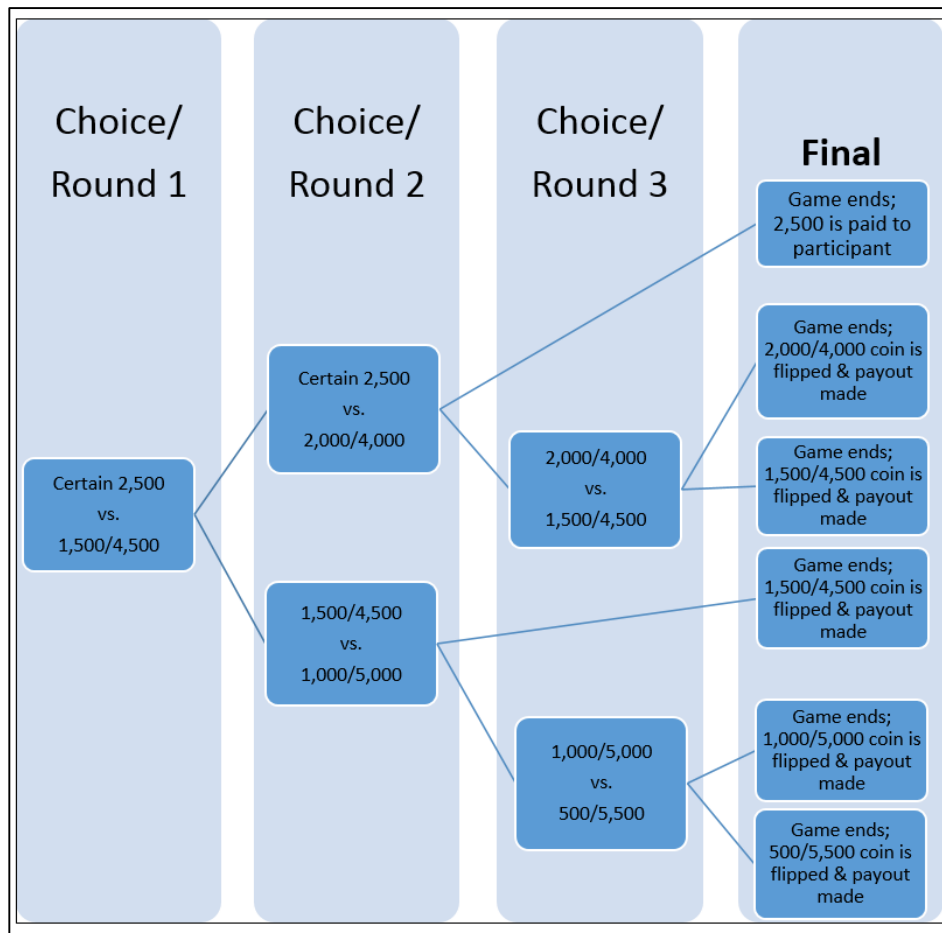 Choice/
Round 1
Choice/
Round 2
Choice/
Round 3
Final
Certain 2,500
vs.
1,500/4,500
Certain 2,500
vs.
2,000/4,000
1,500/4,500
vs.
1,000/5,000
2,000/4,000
vs.
1,500/4,500
1,000/5,000
vs.
500/5,500
Game ends;
2,500 is paid to
participant
Game ends;
2,000/4,000 coin is
flipped & payout
made
Game ends;
1,500/4,500 coin is
flipped & payout
made
Game ends;
1,500/4,500 coin is
flipped & payout
made
Game ends;
1,000/5,000 coin is
flipped & payout
made
Game ends;
500/5,500 coin is
flipped & payout
made